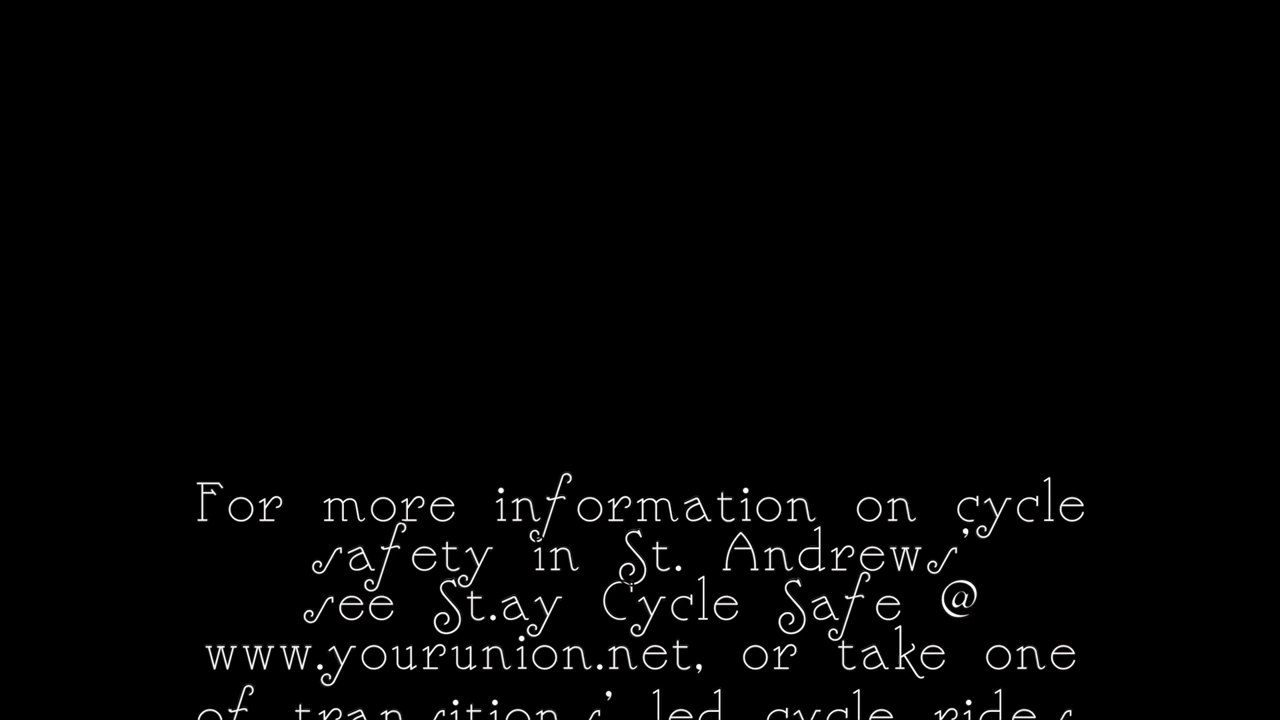 For more information on cycle
safety in St. Andrews'
see St.ay Cycle Safe @
www.yourunion.net, or take one
of transitions' led cycle rides